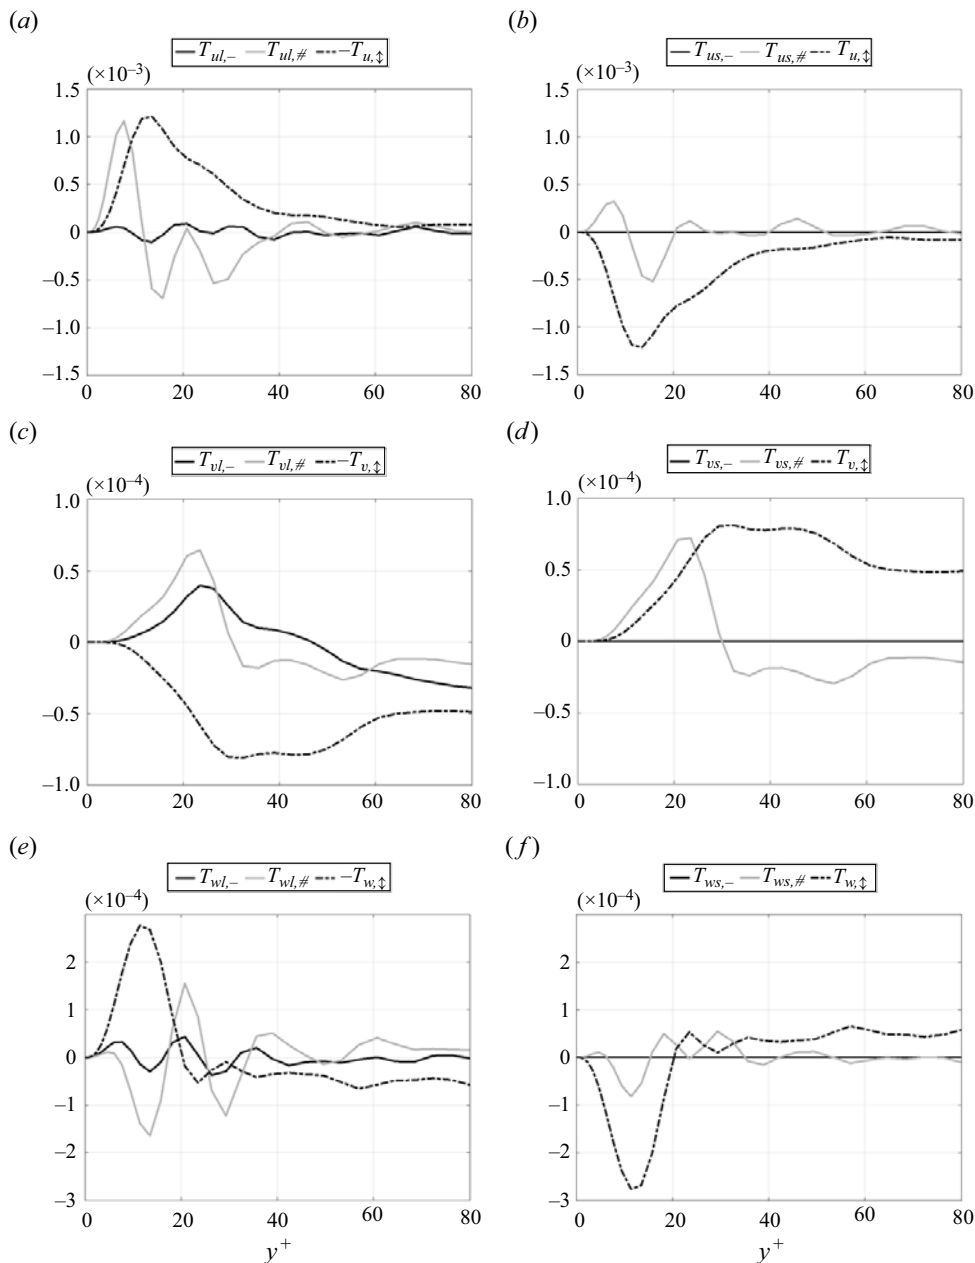 (a) (b)
T_{ul,–} T_{ul,#} –T_{u,↕} T_{us,–} T_{us,#} T_{u,↕}
(×10⁻³) (×10⁻³)
1.5 1.5
1.0 1.0
0.5 0.5
0 0
–0.5 –0.5
–1.0 –1.0
–1.5 –1.5
0 20 40 60 80 0 20 40 60 80
(c) (d)
T_{vl,–} T_{vl,#} –T_{v,↕} T_{vs,–} T_{vs,#} T_{v,↕}
(×10⁻⁴) (×10⁻⁴)
1.0 1.0
0.5 0.5
0 0
–0.5 –0.5
–1.0 –1.0
0 20 40 60 80 0 20 40 60 80
(e) (f)
T_{wl,–} T_{wl,#} –T_{w,↕} T_{ws,–} T_{ws,#} T_{w,↕}
(×10⁻⁴) (×10⁻⁴)
2 2
1 1
0 0
–1 –1
–2 –2
–3 –3
0 20 40 60 80 0 20 40 60 80
y⁺ y⁺